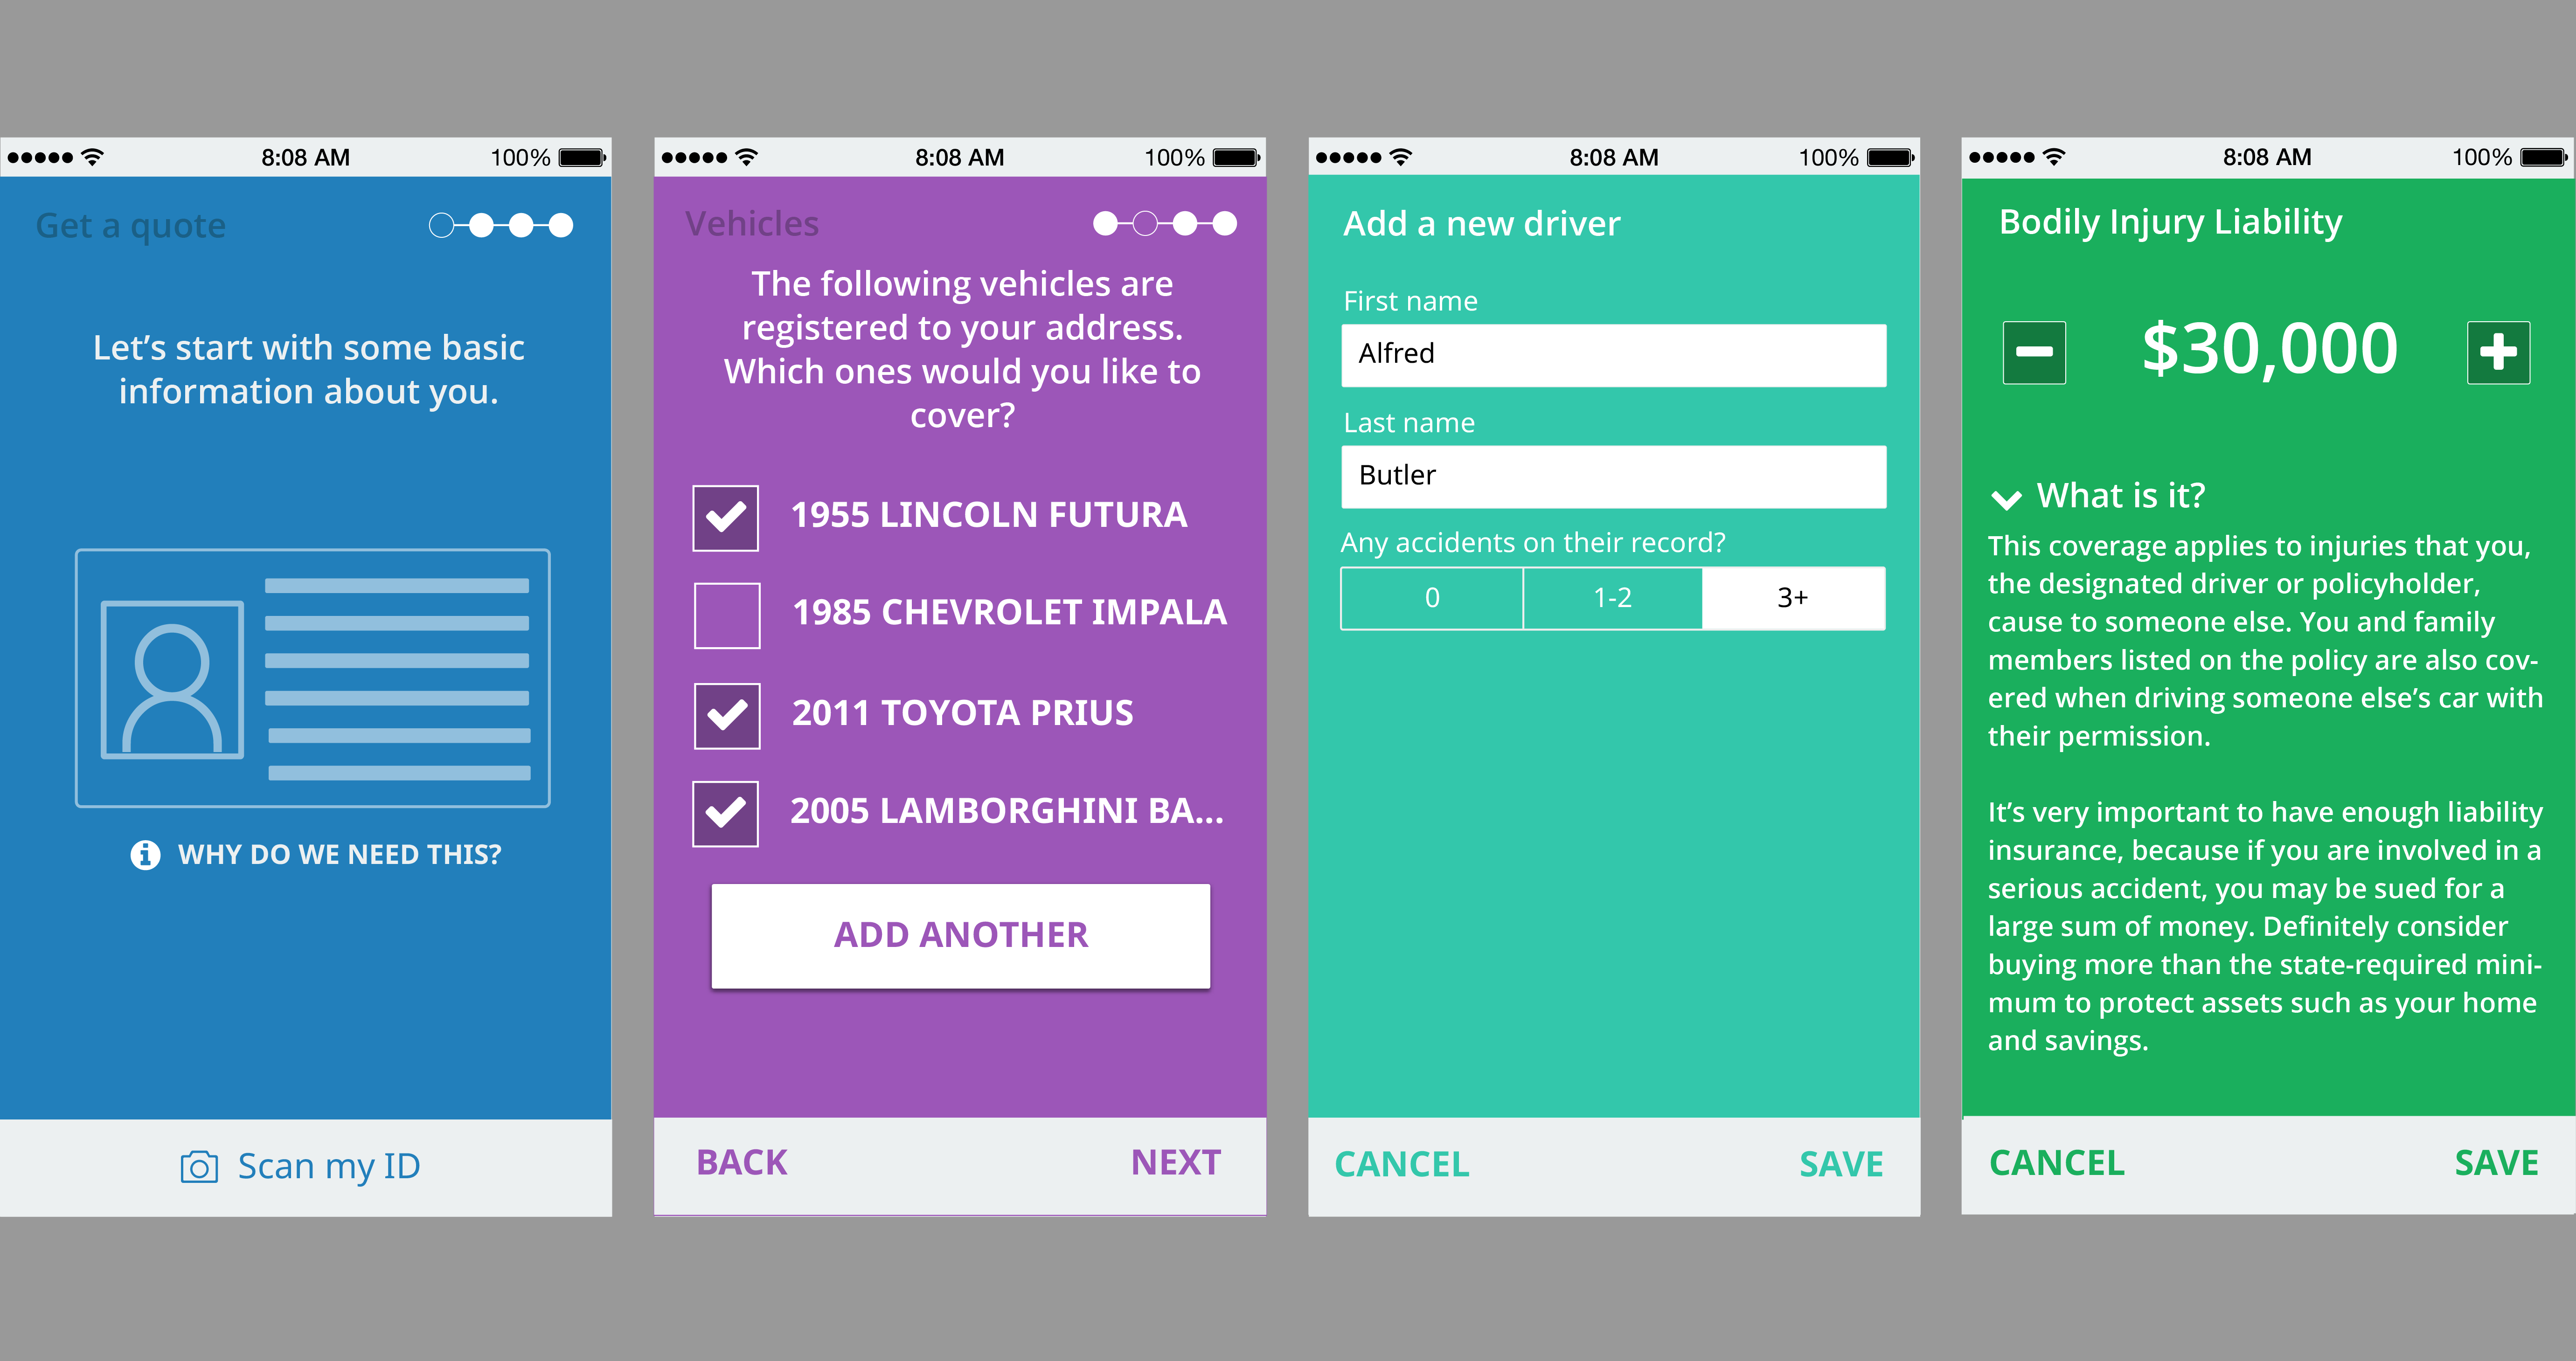 8:08 AM
100%
Get a quote
Let’s start with some basic
information about you.
WHY DO WE NEED THIS?
Scan my ID
8:08 AM
100%
Vehicles
The following vehicles are
registered to your address.
Which ones would you like to
cover?
1955 LINCOLN FUTURA
1985 CHEVROLET IMPALA
2011 TOYOTA PRIUS
2005 LAMBORGHINI BA...
ADD ANOTHER
BACK
NEXT
8:08 AM
100%
Add a new driver
First name
Alfred
Last name
Butler
Any accidents on their record?
0
1-2
3+
CANCEL
SAVE
8:08 AM
100%
Bodily Injury Liability
$30,000
What is it?
This coverage applies to injuries that you,
the designated driver or policyholder,
cause to someone else. You and family
members listed on the policy are also cov-
ered when driving someone else’s car with
their permission.
It’s very important to have enough liability
insurance, because if you are involved in a
serious accident, you may be sued for a
large sum of money. Definitely consider
buying more than the state-required mini-
mum to protect assets such as your home
and savings.
CANCEL
SAVE